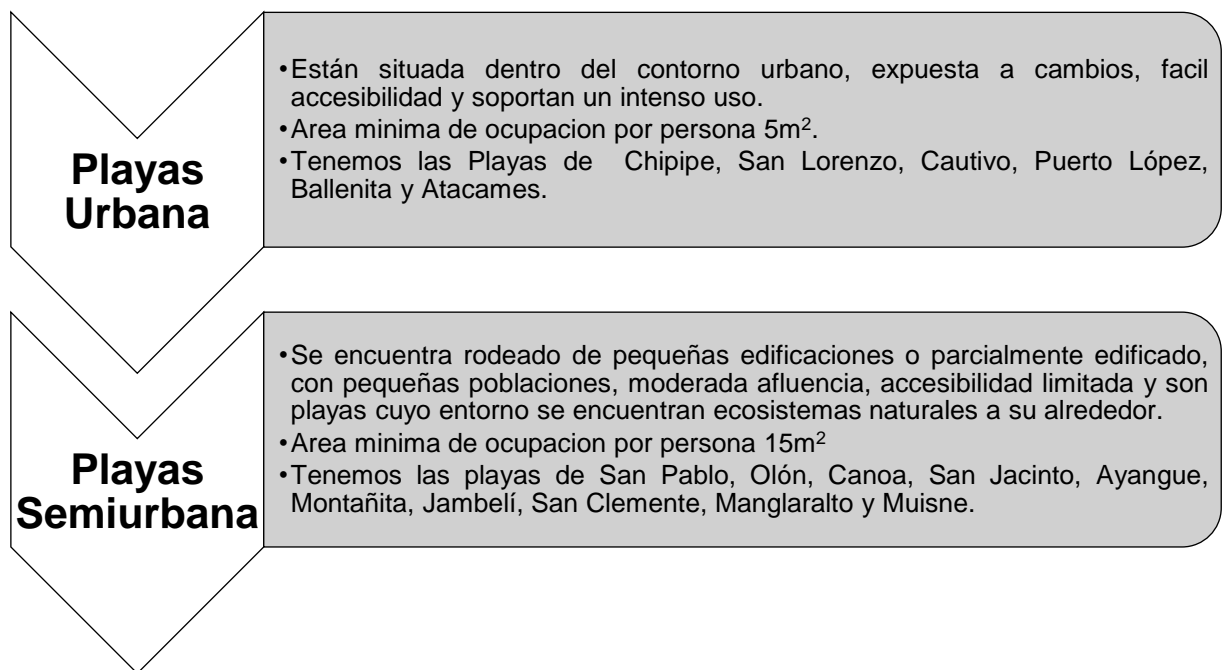 Playas
Urbana
•Están situada dentro del contorno urbano, expuesta a cambios, facil
accesibilidad y soportan un intenso uso.
•Area minima de ocupacion por persona 5m².
•Tenemos las Playas de Chipipe, San Lorenzo, Cautivo, Puerto López,
Ballenita y Atacames.
Playas
Semiurbana
•Se encuentra rodeado de pequeñas edificaciones o parcialmente edificado,
con pequeñas poblaciones, moderada afluencia, accesibilidad limitada y son
playas cuyo entorno se encuentran ecosistemas naturales a su alrededor.
•Area minima de ocupacion por persona 15m²
•Tenemos las playas de San Pablo, Olón, Canoa, San Jacinto, Ayangue,
Montañita, Jambelí, San Clemente, Manglaralto y Muisne.